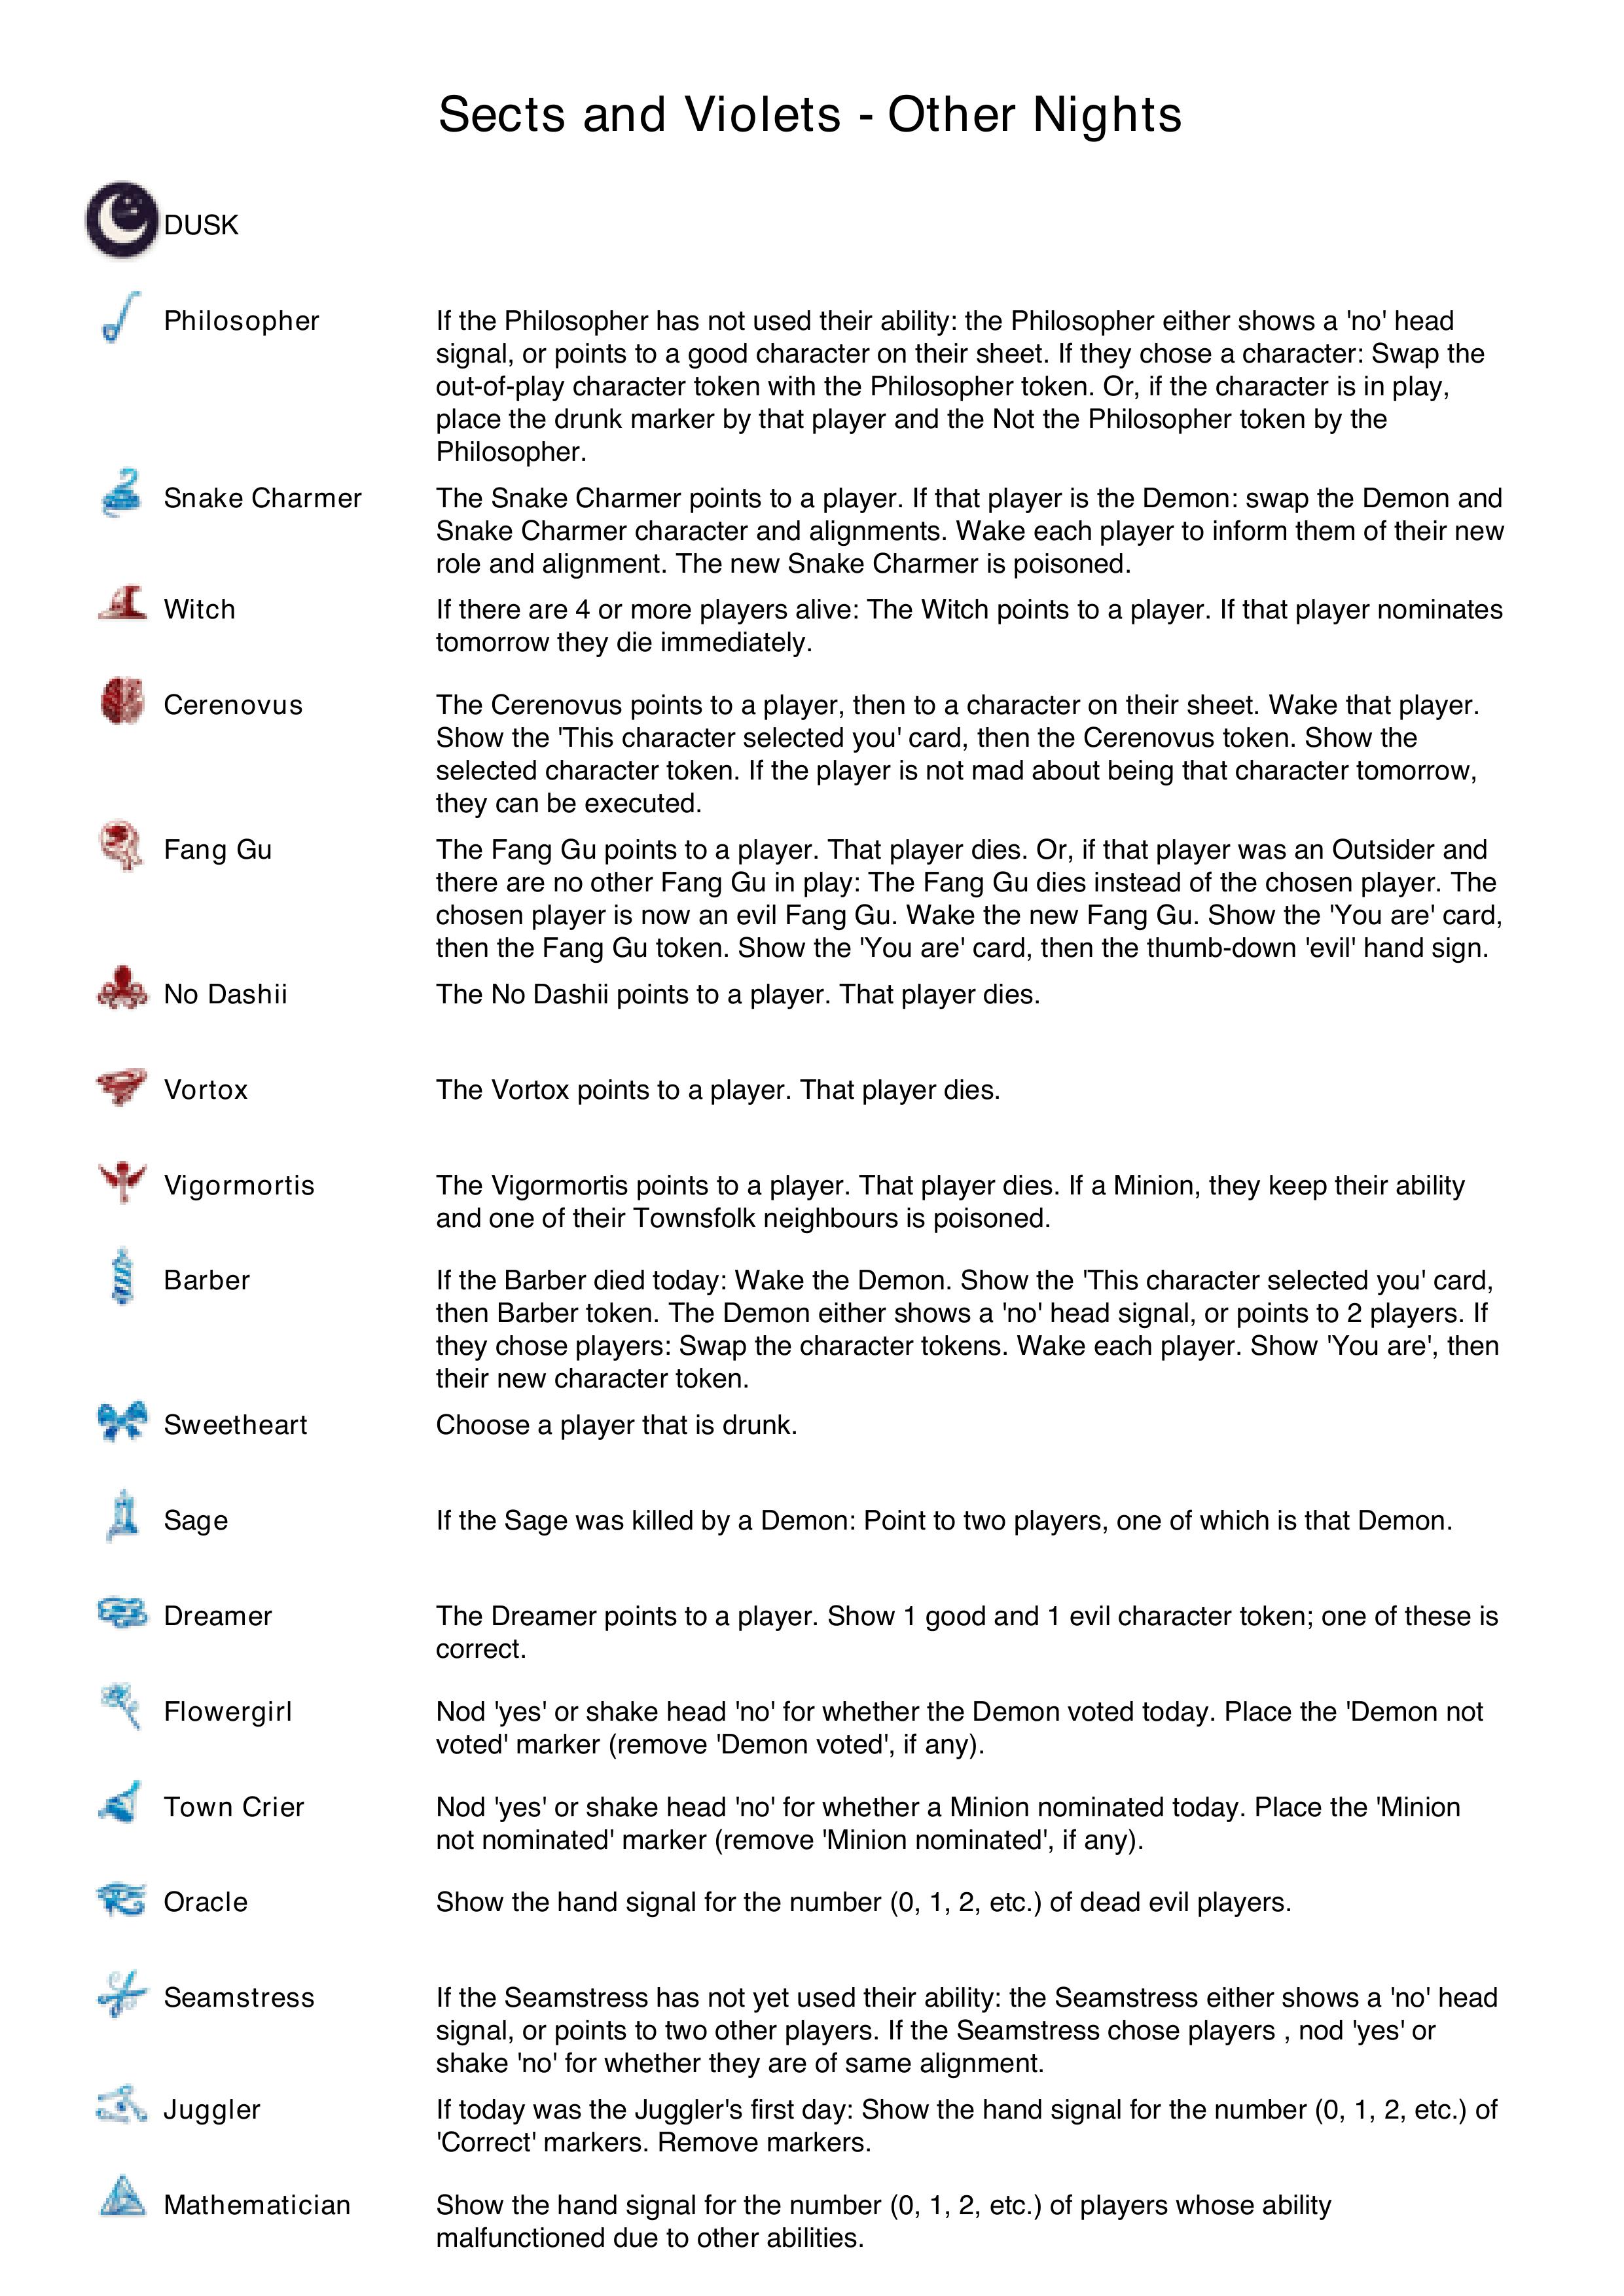 Sects and Violets - Other Nights
DUSK
Philosopher
If the Philosopher has not used their ability: the Philosopher either shows a 'no' head
signal, or points to a good character on their sheet. If they chose a character: Swap the
out-of-play character token with the Philosopher token. Or, if the character is in play,
place the drunk marker by that player and the Not the Philosopher token by the
Philosopher.
Snake Charmer
The Snake Charmer points to a player. If that player is the Demon: swap the Demon and
Snake Charmer character and alignments. Wake each player to inform them of their new
role and alignment. The new Snake Charmer is poisoned.
Witch
If there are 4 or more players alive: The Witch points to a player. If that player nominates
tomorrow they die immediately.
Cerenovus
The Cerenovus points to a player, then to a character on their sheet. Wake that player.
Show the 'This character selected you' card, then the Cerenovus token. Show the
selected character token. If the player is not mad about being that character tomorrow,
they can be executed.
Fang Gu
The Fang Gu points to a player. That player dies. Or, if that player was an Outsider and
there are no other Fang Gu in play: The Fang Gu dies instead of the chosen player. The
chosen player is now an evil Fang Gu. Wake the new Fang Gu. Show the 'You are' card,
then the Fang Gu token. Show the 'You are' card, then the thumb-down 'evil' hand sign.
No Dashii
The No Dashii points to a player. That player dies.
Vortox
The Vortox points to a player. That player dies.
Vigormortis
The Vigormortis points to a player. That player dies. If a Minion, they keep their ability
and one of their Townsfolk neighbours is poisoned.
Barber
If the Barber died today: Wake the Demon. Show the 'This character selected you' card,
then Barber token. The Demon either shows a 'no' head signal, or points to 2 players. If
they chose players: Swap the character tokens. Wake each player. Show 'You are', then
their new character token.
Sweetheart
Choose a player that is drunk.
Sage
If the Sage was killed by a Demon: Point to two players, one of which is that Demon.
Dreamer
The Dreamer points to a player. Show 1 good and 1 evil character token; one of these is
correct.
Flowergirl
Nod 'yes' or shake head 'no' for whether the Demon voted today. Place the 'Demon not
voted' marker (remove 'Demon voted', if any).
Town Crier
Nod 'yes' or shake head 'no' for whether a Minion nominated today. Place the 'Minion
not nominated' marker (remove 'Minion nominated', if any).
Oracle
Show the hand signal for the number (0, 1, 2, etc.) of dead evil players.
Seamstress
If the Seamstress has not yet used their ability: the Seamstress either shows a 'no' head
signal, or points to two other players. If the Seamstress chose players , nod 'yes' or
shake 'no' for whether they are of same alignment.
Juggler
If today was the Juggler's first day: Show the hand signal for the number (0, 1, 2, etc.) of
'Correct' markers. Remove markers.
Mathematician
Show the hand signal for the number (0, 1, 2, etc.) of players whose ability
malfunctioned due to other abilities.